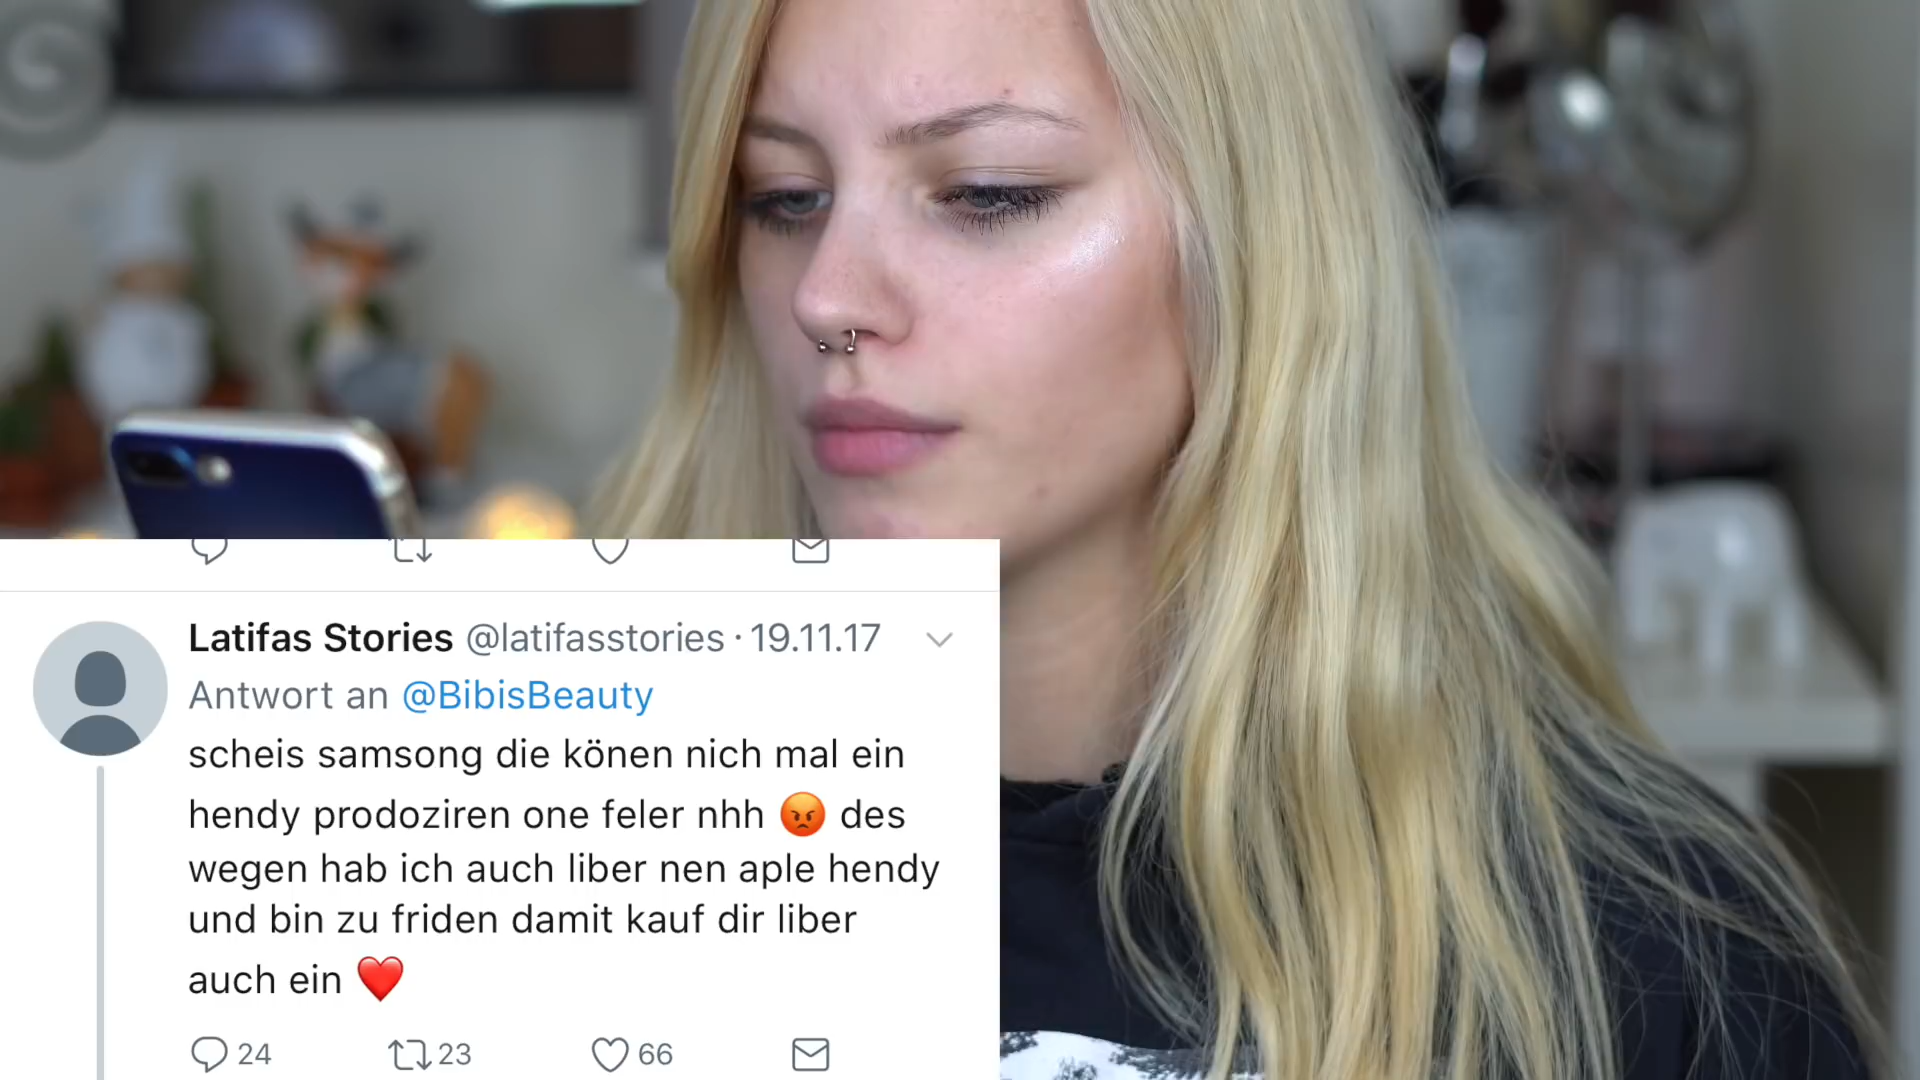 Latifas Stories @latifasstories · 19.11.17
Antwort an @BibisBeauty
scheis samsong die könen nich mal ein
hendy prodoziren one feler nhh 😡 des
wegen hab ich auch liber nen aple hendy
und bin zu friden damit kauf dir liber
auch ein ❤️
24 23 66